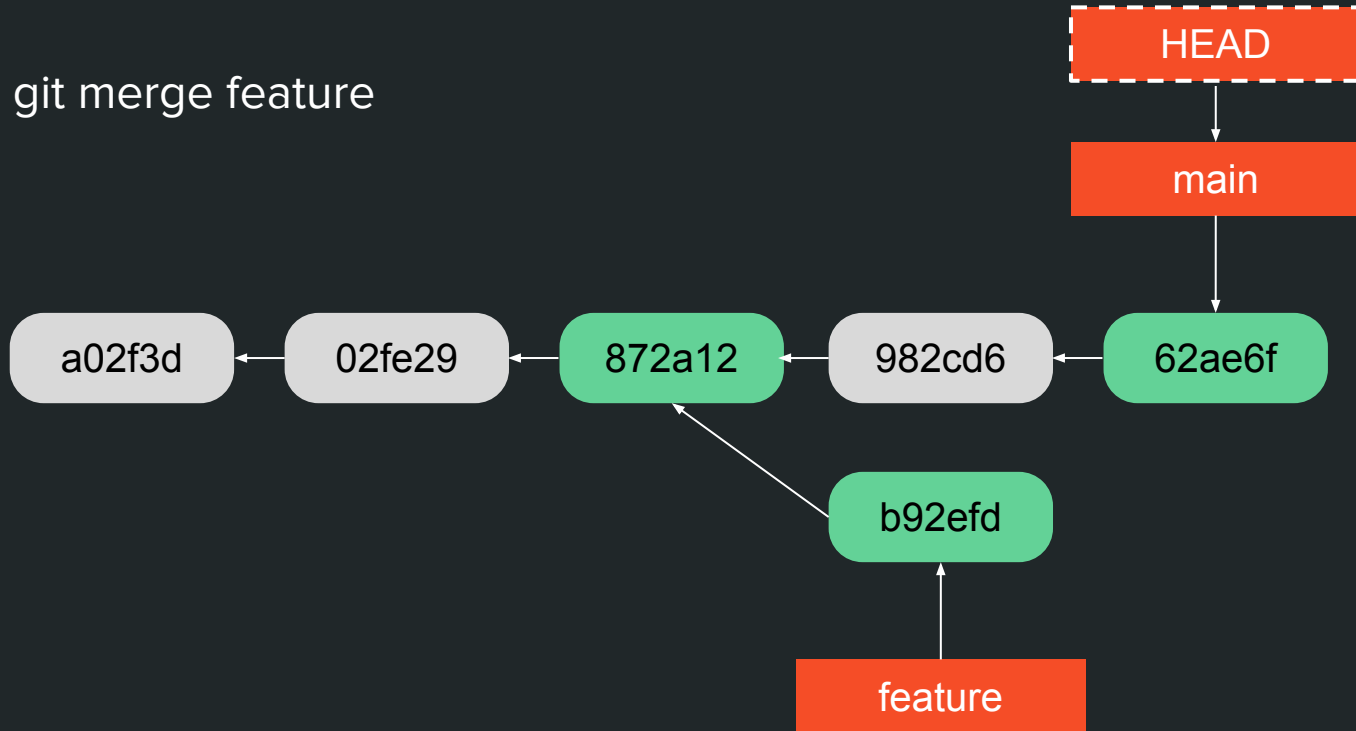 HEAD
git merge feature
main
a02f3d
02fe29
872a12
982cd6
62ae6f
b92efd
feature